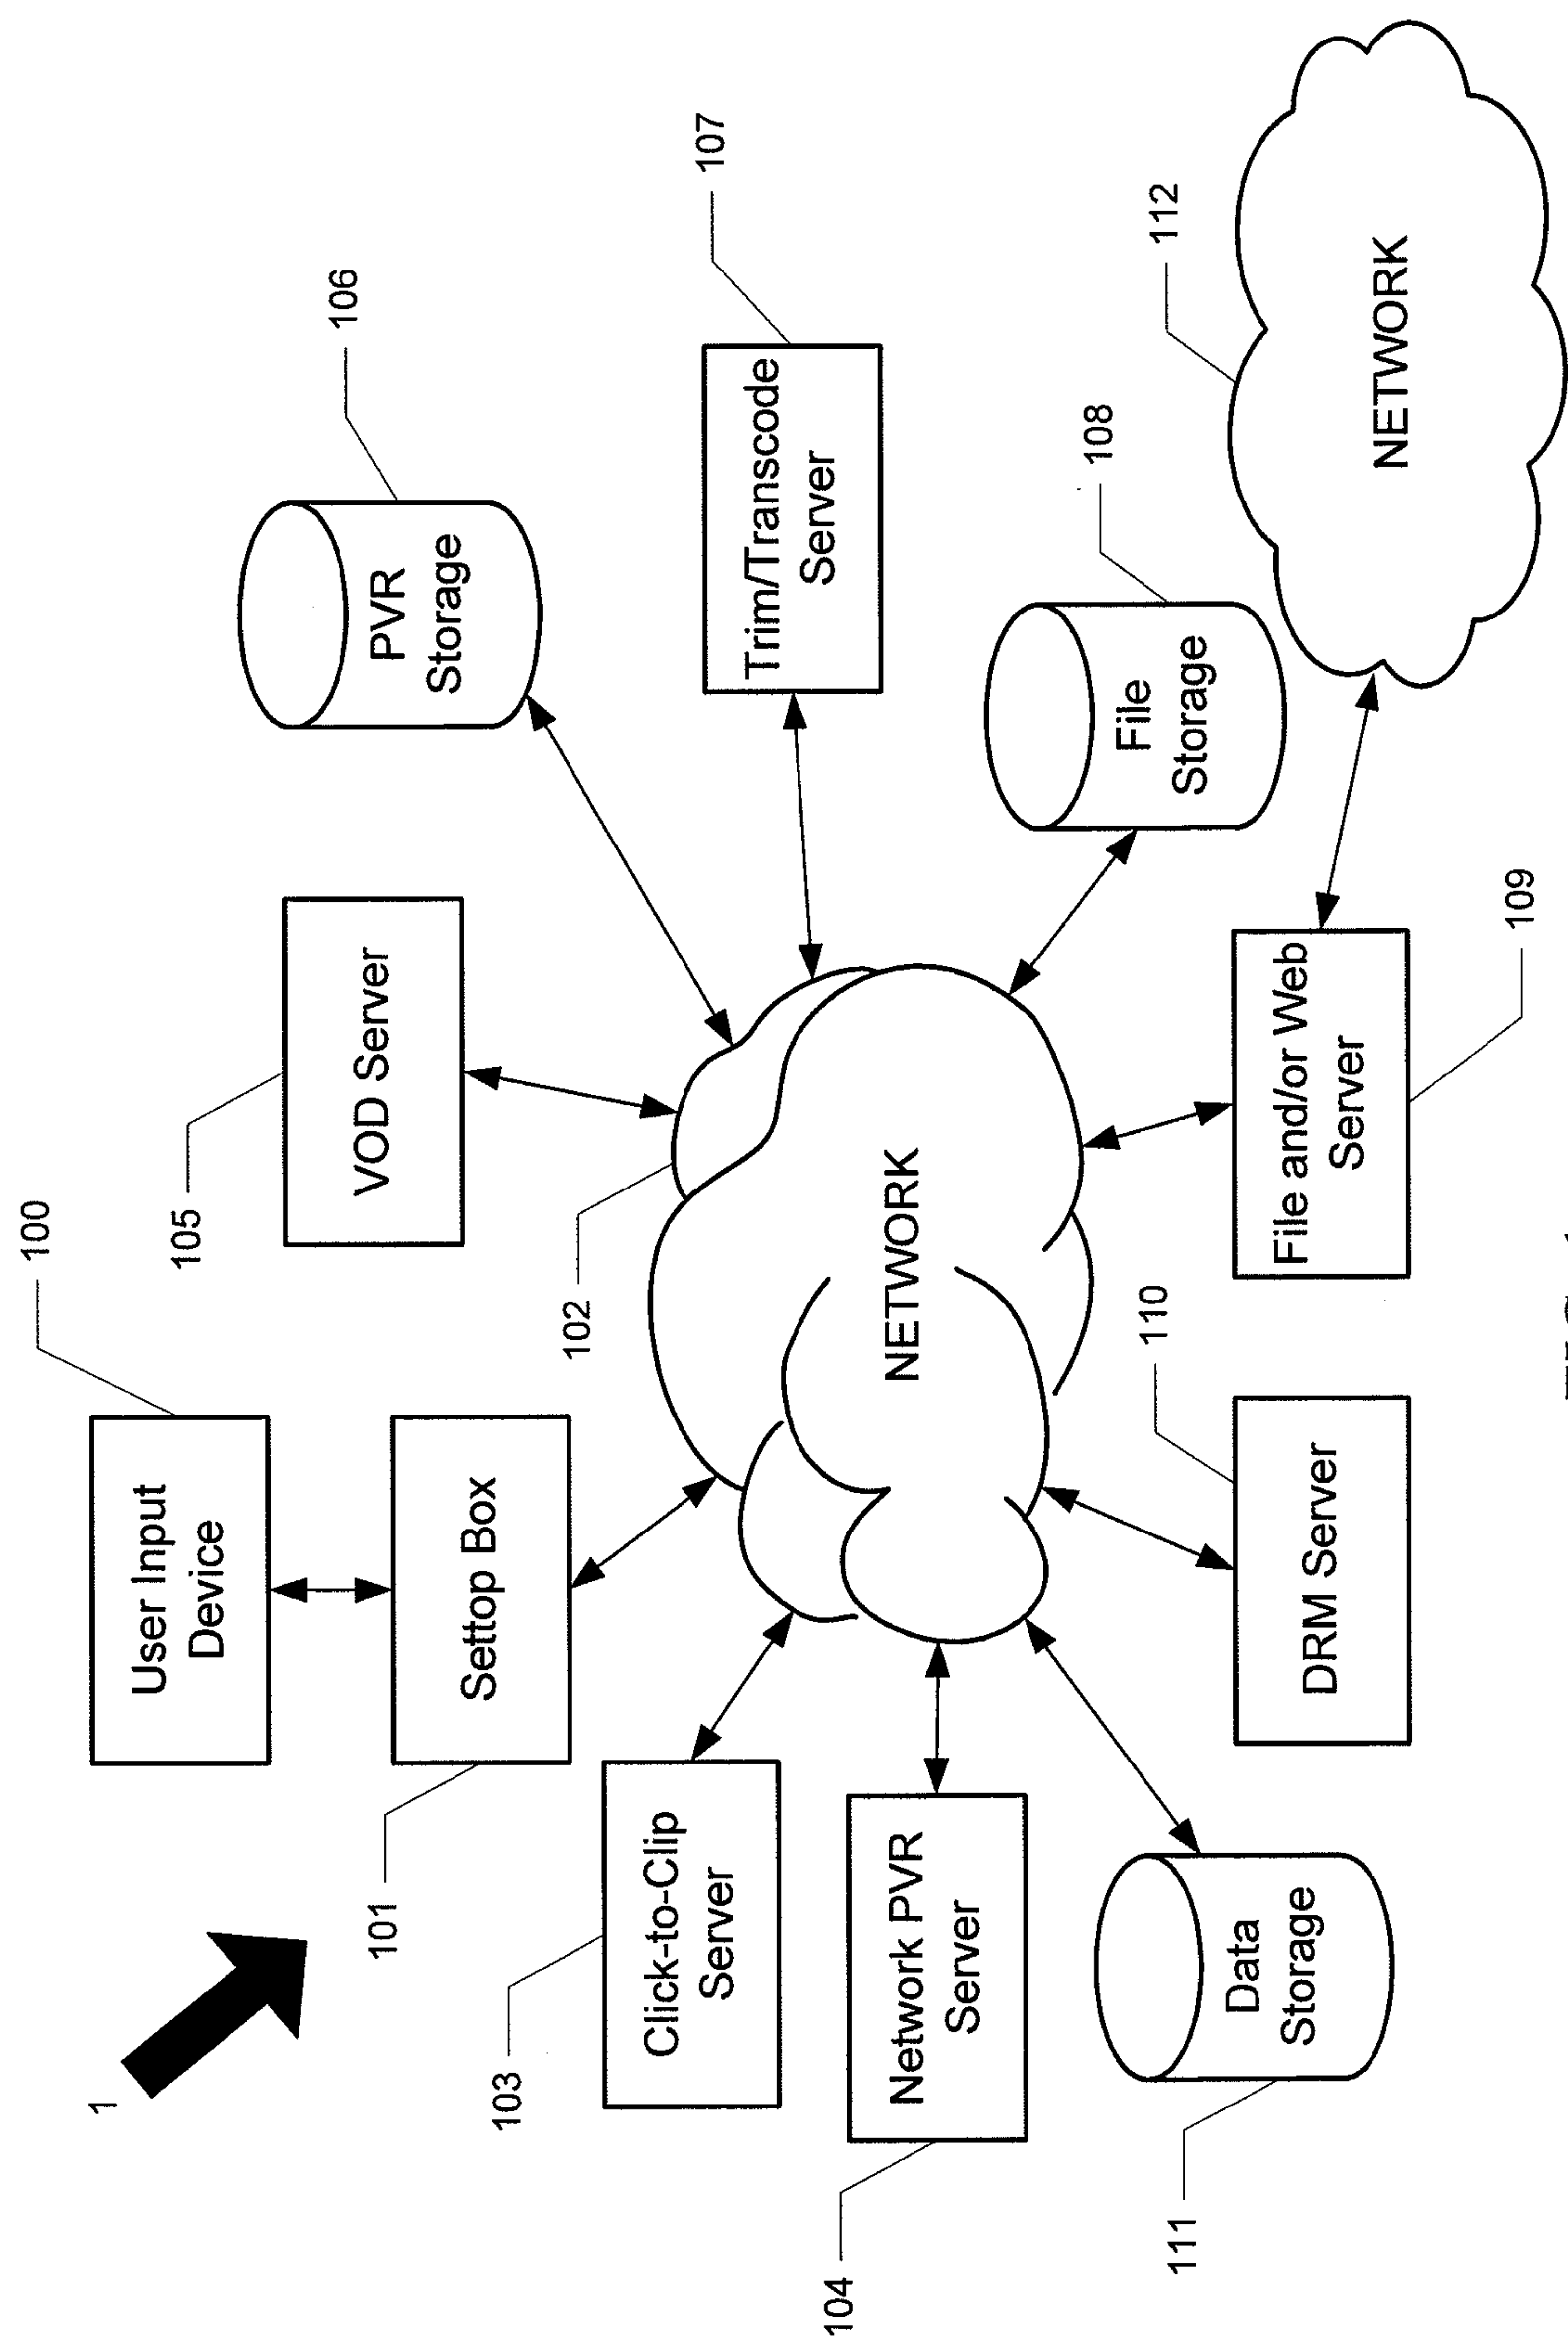 1
100
User Input
Device
101
Settop Box
105
VOD Server
106
PVR
Storage
103
Click-to-Clip
Server
102
NETWORK
107
Trim/Transcode
Server
104
Network PVR
Server
108
File
Storage
112
NETWORK
111
Data
Storage
110
DRM Server
File and/or Web
Server
109